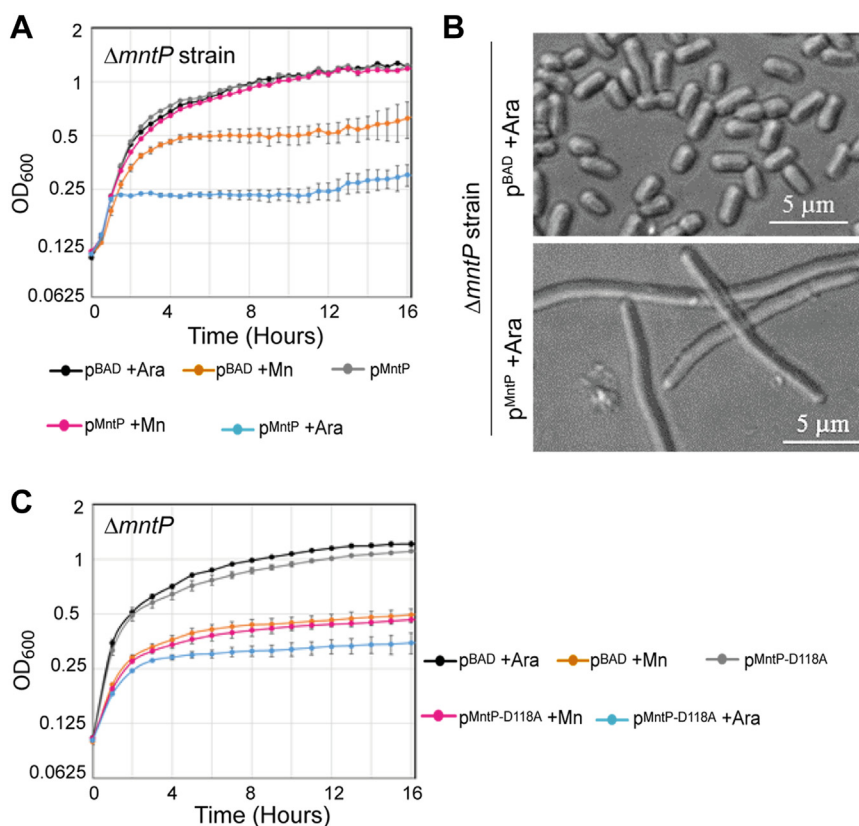 A
ΔmntP strain
2
1
0.5
0.25
0.125
0.0625
OD600
0 4 8 12 16
Time (Hours)
pBAD +Ara pBAD +Mn pMntP
pMntP +Mn pMntP +Ara
B
ΔmntP strain
pBAD +Ara
5 µm
pMntP +Ara
5 µm
C
ΔmntP
2
1
0.5
0.25
0.125
0.0625
OD600
0 4 8 12 16
Time (Hours)
pBAD +Ara pBAD +Mn pMntP-D118A
pMntP-D118A +Mn pMntP-D118A +Ara